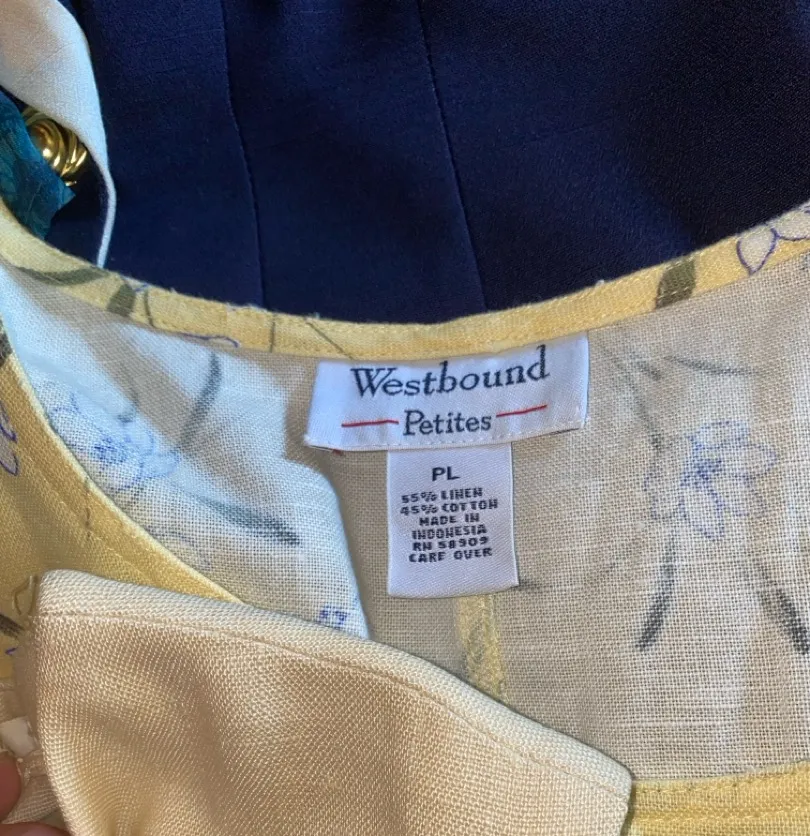 Westbound
Petites
PL
55% LINEN
45% COTTON
MADE IN
INDONESIA
RN 58909
CARE OVER